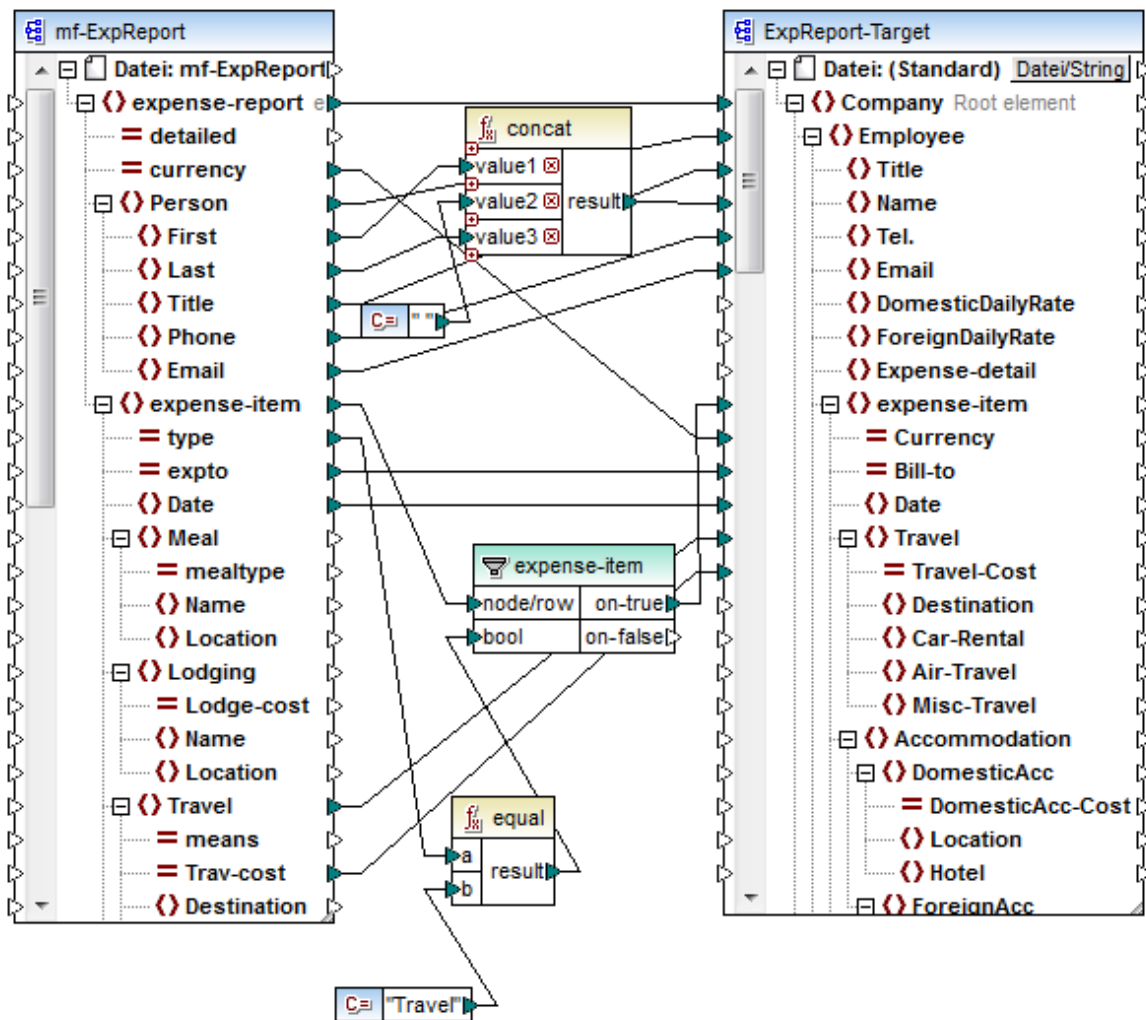 mf-ExpReport
Datei: mf-ExpReport
expense-report e
detailed
currency
Person
First
Last
Title
Phone
Email
expense-item
type
expto
Date
Meal
mealtype
Name
Location
Lodging
Lodge-cost
Name
Location
Travel
means
Trav-cost
Destination
concat
value1
value2 result
value3
C= " "
expense-item
node/row on-true
bool on-false
equal
a
result
b
C= "Travel"
ExpReport-Target
Datei: (Standard) Datei/String
Company Root element
Employee
Title
Name
Tel.
Email
DomesticDailyRate
ForeignDailyRate
Expense-detail
expense-item
Currency
Bill-to
Date
Travel
Travel-Cost
Destination
Car-Rental
Air-Travel
Misc-Travel
Accommodation
DomesticAcc
DomesticAcc-Cost
Location
Hotel
ForeignAcc